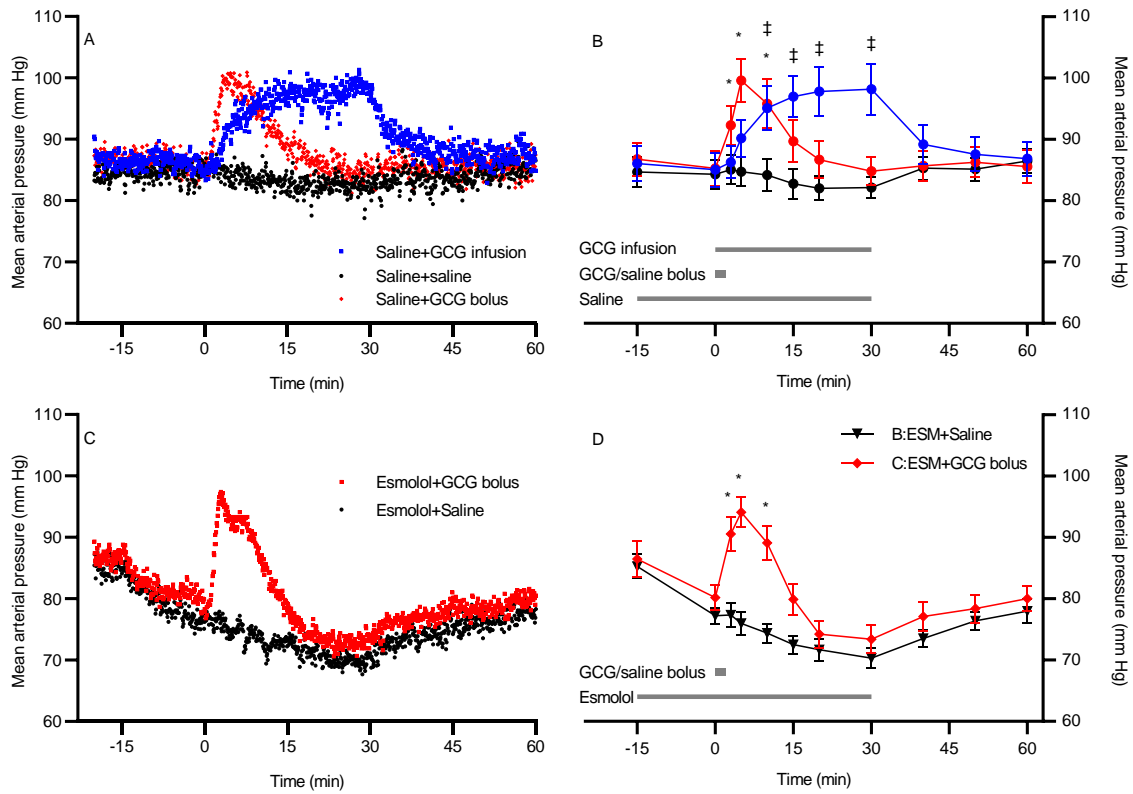 A
Mean arterial pressure (mm Hg)
110
100
90
80
70
60
Saline+GCG infusion
Saline+saline
Saline+GCG bolus
-15 0 15 30 45 60
Time (min)
B
* * ‡ * ‡ ‡ ‡
GCG infusion
GCG/saline bolus
Saline
110
100
90
80
70
60
Mean arterial pressure (mm Hg)
-15 0 15 30 45 60
Time (min)
C
Mean arterial pressure (mm Hg)
110
100
90
80
70
60
Esmolol+GCG bolus
Esmolol+Saline
-15 0 15 30 45 60
Time (min)
D
B:ESM+Saline
C:ESM+GCG bolus
* * *
GCG/saline bolus
Esmolol
110
100
90
80
70
60
Mean arterial pressure (mm Hg)
-15 0 15 30 45 60
Time (min)